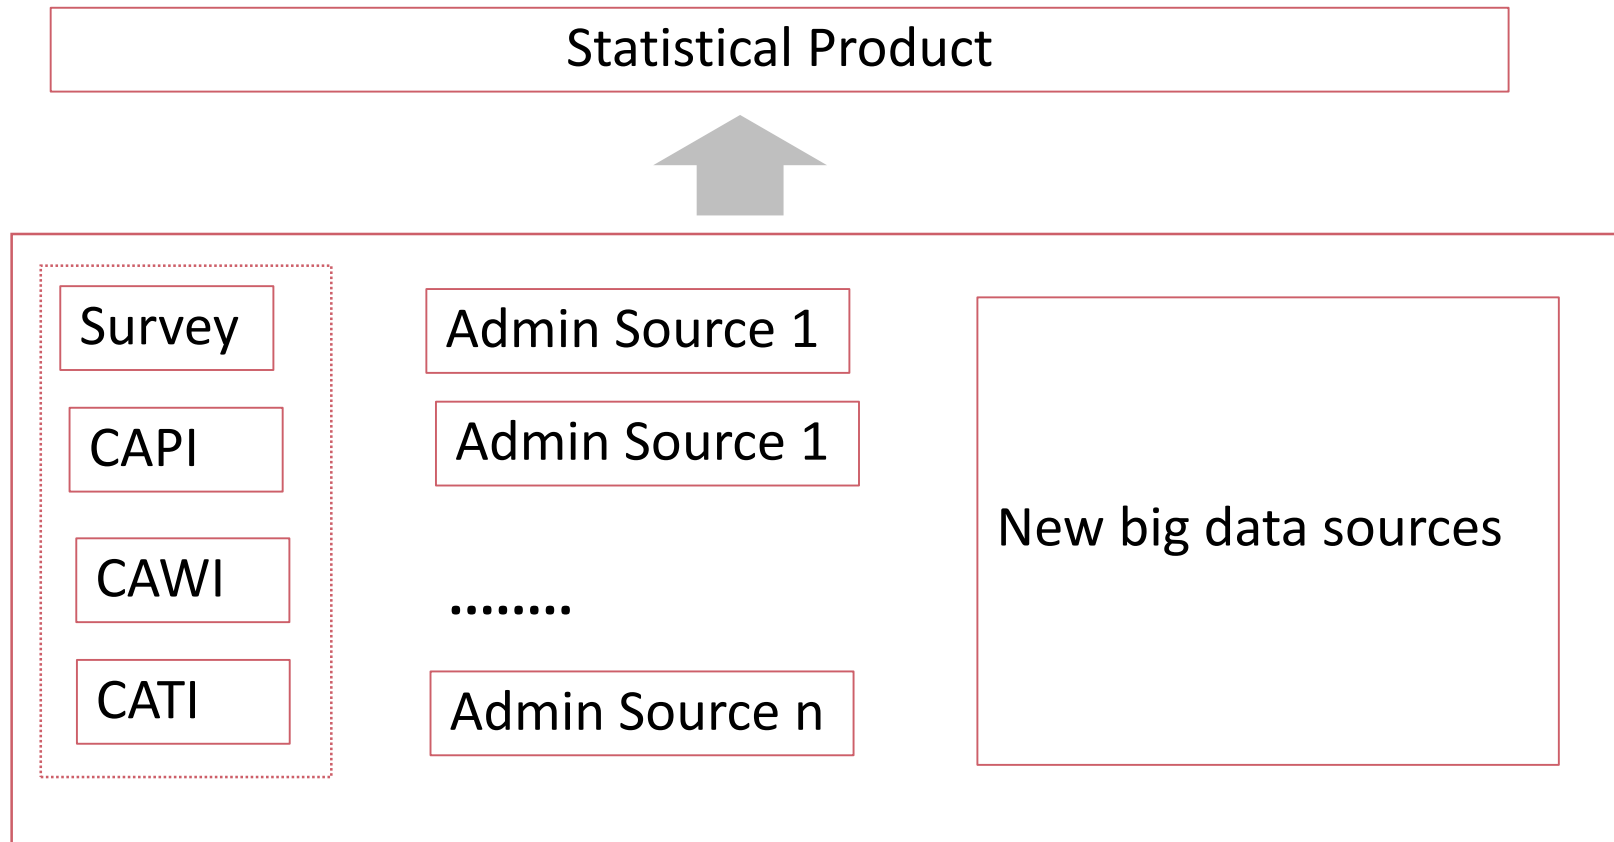 Statistical Product
Survey
CAPI
CAWI
CATI
Admin Source 1
Admin Source 1
........
Admin Source n
New big data sources